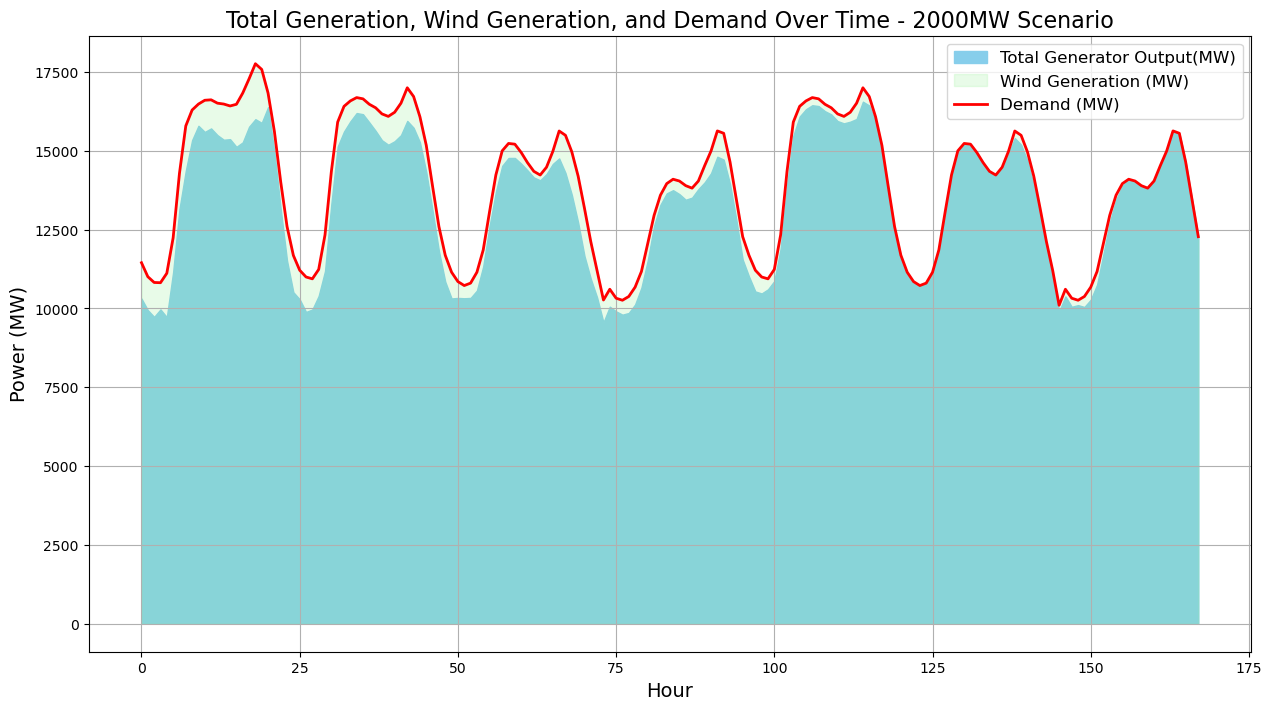 Total Generation, Wind Generation, and Demand Over Time - 2000MW Scenario
Total Generator Output(MW)
Wind Generation (MW)
Demand (MW)
Power (MW)
17500
15000
12500
10000
7500
5000
2500
0
0 25 50 75 100 125 150 175
Hour